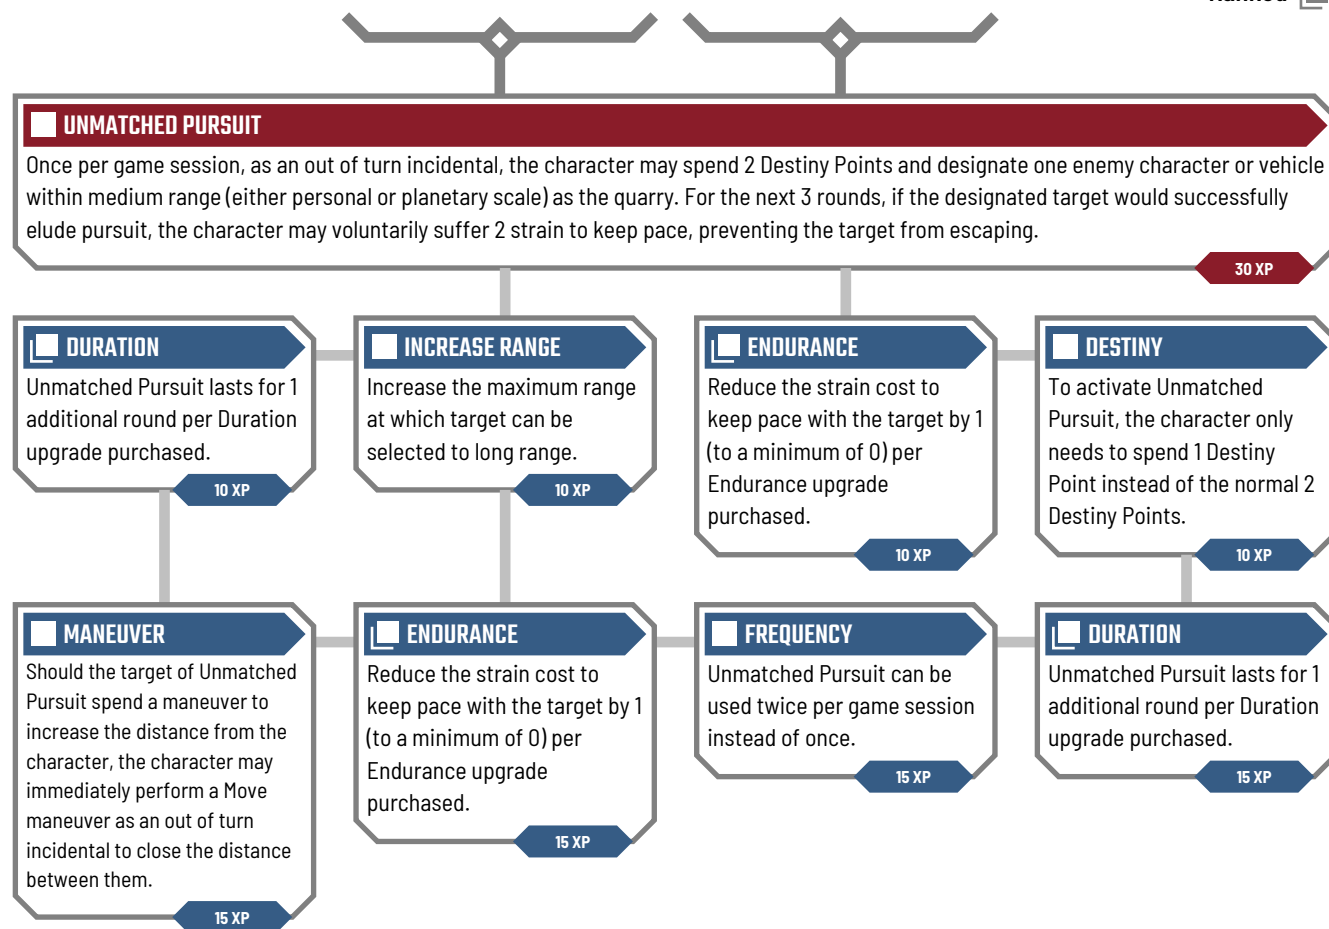 Ranked
UNMATCHED PURSUIT
Once per game session, as an out of turn incidental, the character may spend 2 Destiny Points and designate one enemy character or vehicle
within medium range (either personal or planetary scale) as the quarry. For the next 3 rounds, if the designated target would successfully
elude pursuit, the character may voluntarily suffer 2 strain to keep pace, preventing the target from escaping.
30 XP
DURATION
Unmatched Pursuit lasts for 1
additional round per Duration
upgrade purchased.
10 XP
INCREASE RANGE
Increase the maximum range
at which target can be
selected to long range.
10 XP
ENDURANCE
Reduce the strain cost to
keep pace with the target by 1
(to a minimum of 0) per
Endurance upgrade
purchased.
10 XP
DESTINY
To activate Unmatched
Pursuit, the character only
needs to spend 1 Destiny
Point instead of the normal 2
Destiny Points.
10 XP
MANEUVER
Should the target of Unmatched
Pursuit spend a maneuver to
increase the distance from the
character, the character may
immediately perform a Move
maneuver as an out of turn
incidental to close the distance
between them.
15 XP
ENDURANCE
Reduce the strain cost to
keep pace with the target by 1
(to a minimum of 0) per
Endurance upgrade
purchased.
15 XP
FREQUENCY
Unmatched Pursuit can be
used twice per game session
instead of once.
15 XP
DURATION
Unmatched Pursuit lasts for 1
additional round per Duration
upgrade purchased.
15 XP